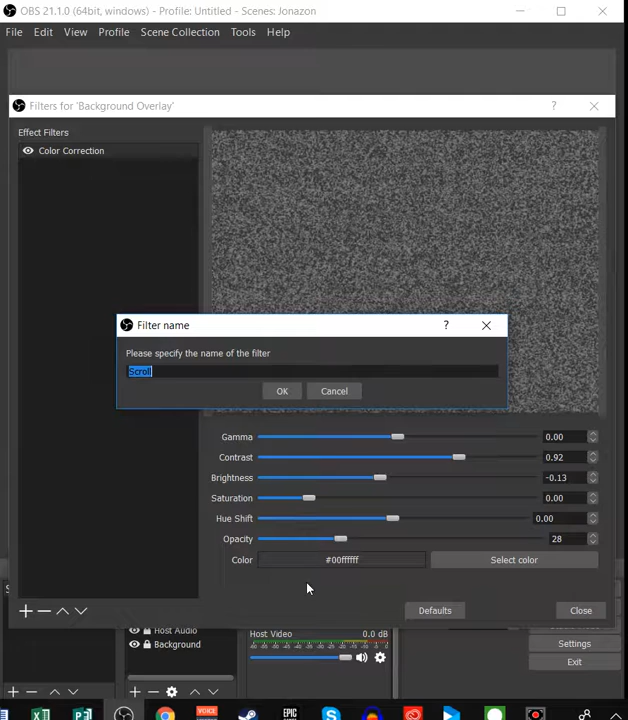 OBS 21.1.0 (64bit, windows) - Profile: Untitled - Scenes: Jonazon
File Edit View Profile Scene Collection Tools Help
Filters for 'Background Overlay'
Effect Filters
Color Correction
Filter name
Please specify the name of the filter
Scroll
OK Cancel
Gamma 0.00
Contrast 0.92
Brightness -0.13
Saturation 0.00
Hue Shift 0.00
Opacity 28
Color #00ffffff Select color
Defaults Close
Host Audio
Host Video 0.0 dB
Background
Settings
Exit
VOICE
EPIC
GAMES